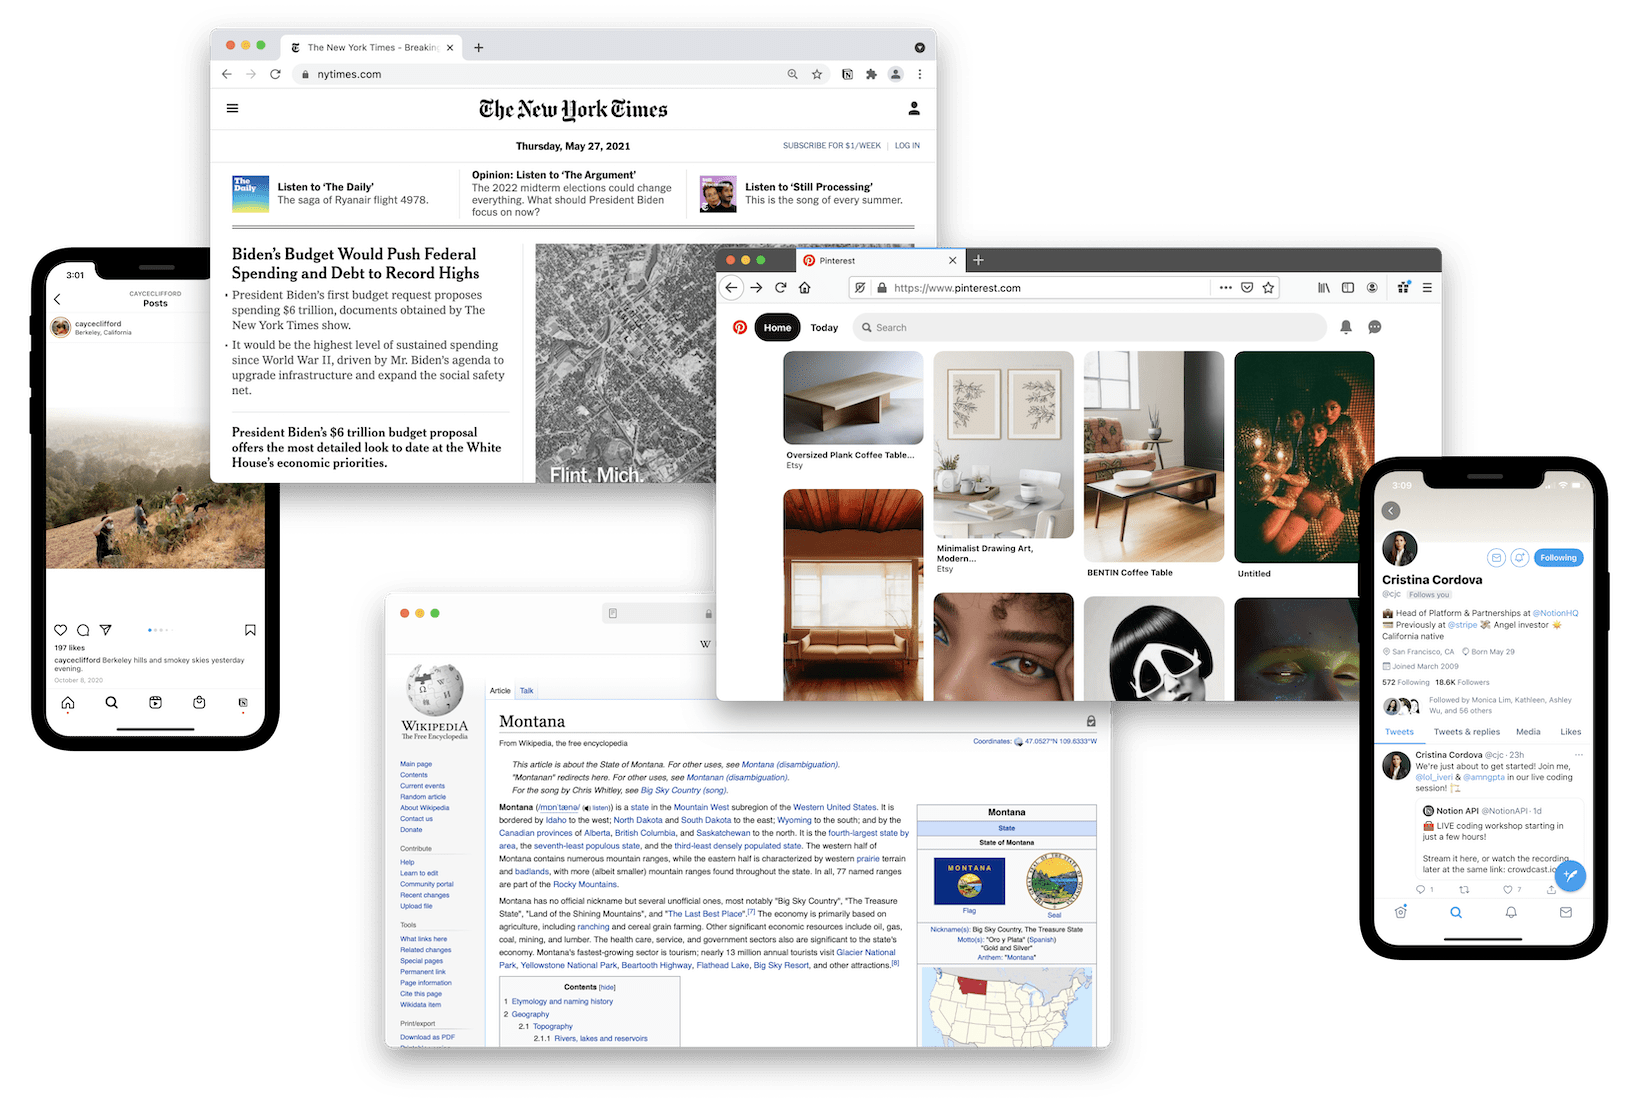 The New York Times - Breaking
nytimes.com
The New York Times
Thursday, May 27, 2021
SUBSCRIBE FOR $1/WEEK
LOG IN
The
Daily
Listen to ‘The Daily’
The saga of Ryanair flight 4978.
Opinion: Listen to ‘The Argument’
The 2022 midterm elections could change
everything. What should President Biden
focus on now?
Listen to ‘Still Processing’
This is the song of every summer.
Biden’s Budget Would Push Federal
Spending and Debt to Record Highs
• President Biden’s first budget request proposes
spending $6 trillion, documents obtained by The
New York Times show.
• It would be the highest level of sustained spending
since World War II, driven by Mr. Biden’s agenda to
upgrade infrastructure and expand the social safety
net.
President Biden’s $6 trillion budget proposal
offers the most detailed look to date at the White
House’s economic priorities.
Flint, Mich.
3:01
CAYCECLIFFORD
Posts
cayceclifford
Berkeley, California
197 likes
cayceclifford Berkeley hills and smokey skies yesterday
evening.
October 8, 2020
Pinterest
https://www.pinterest.com
Home
Today
Search
Oversized Plank Coffee Table...
Etsy
Minimalist Drawing Art,
Modern...
Etsy
BENTIN Coffee Table
Untitled
W
WIKIPEDIA
The Free Encyclopedia
Main page
Contents
Current events
Random article
About Wikipedia
Contact us
Donate
Contribute
Help
Learn to edit
Community portal
Recent changes
Upload file
Tools
What links here
Related changes
Special pages
Permanent link
Page information
Cite this page
Wikidata item
Print/export
Download as PDF
Article
Talk
Montana
From Wikipedia, the free encyclopedia
Coordinates: 47.0527°N 109.6333°W
This article is about the State of Montana. For other uses, see Montana (disambiguation).
"Montanan" redirects here. For other uses, see Montanan (disambiguation).
For the song by Chris Whitley, see Big Sky Country (song).
Montana (/mɒnˈtænə/ listen) is a state in the Mountain West subregion of the Western United States. It is
bordered by Idaho to the west; North Dakota and South Dakota to the east; Wyoming to the south; and by the
Canadian provinces of Alberta, British Columbia, and Saskatchewan to the north. It is the fourth-largest state by
area, the seventh-least populous state, and the third-least densely populated state. The western half of
Montana contains numerous mountain ranges, while the eastern half is characterized by western prairie terrain
and badlands, with more (albeit smaller) mountain ranges found throughout the state. In all, 77 named ranges
are part of the Rocky Mountains.
Montana has no official nickname but several unofficial ones, most notably "Big Sky Country", "The Treasure
State", "Land of the Shining Mountains", and "The Last Best Place".[7] The economy is primarily based on
agriculture, including ranching and cereal grain farming. Other significant economic resources include oil, gas,
coal, mining, and lumber. The health care, service, and government sectors also are significant to the state's
economy. Montana's fastest-growing sector is tourism; nearly 13 million annual tourists visit Glacier National
Park, Yellowstone National Park, Beartooth Highway, Flathead Lake, Big Sky Resort, and other attractions.[8]
Contents [hide]
1 Etymology and naming history
2 Geography
2.1 Topography
2.1.1 Rivers, lakes and reservoirs
Montana
State
State of Montana
MONTANA
Flag
Seal
Nickname(s): Big Sky Country, The Treasure State
Motto(s): "Oro y Plata" (Spanish)
"Gold and Silver"
Anthem: "Montana"
3:09
Following
Cristina Cordova
@cjc Follows you
Head of Platform & Partnerships at @NotionHQ
Previously at @stripe Angel investor
California native
San Francisco, CA Born May 29
Joined March 2009
572 Following 18.6K Followers
Followed by Monica Lim, Kathleen, Ashley
Wu, and 56 others
Tweets
Tweets & replies
Media
Likes
Cristina Cordova @cjc · 23h
We're just about to get started! Join me,
@lol_iveri & @amngpta in our live coding
session!
Notion API @NotionAPI · 1d
LIVE coding workshop starting in
just a few hours!
Stream it here, or watch the recording
later at the same link: crowdcast.io
1
7